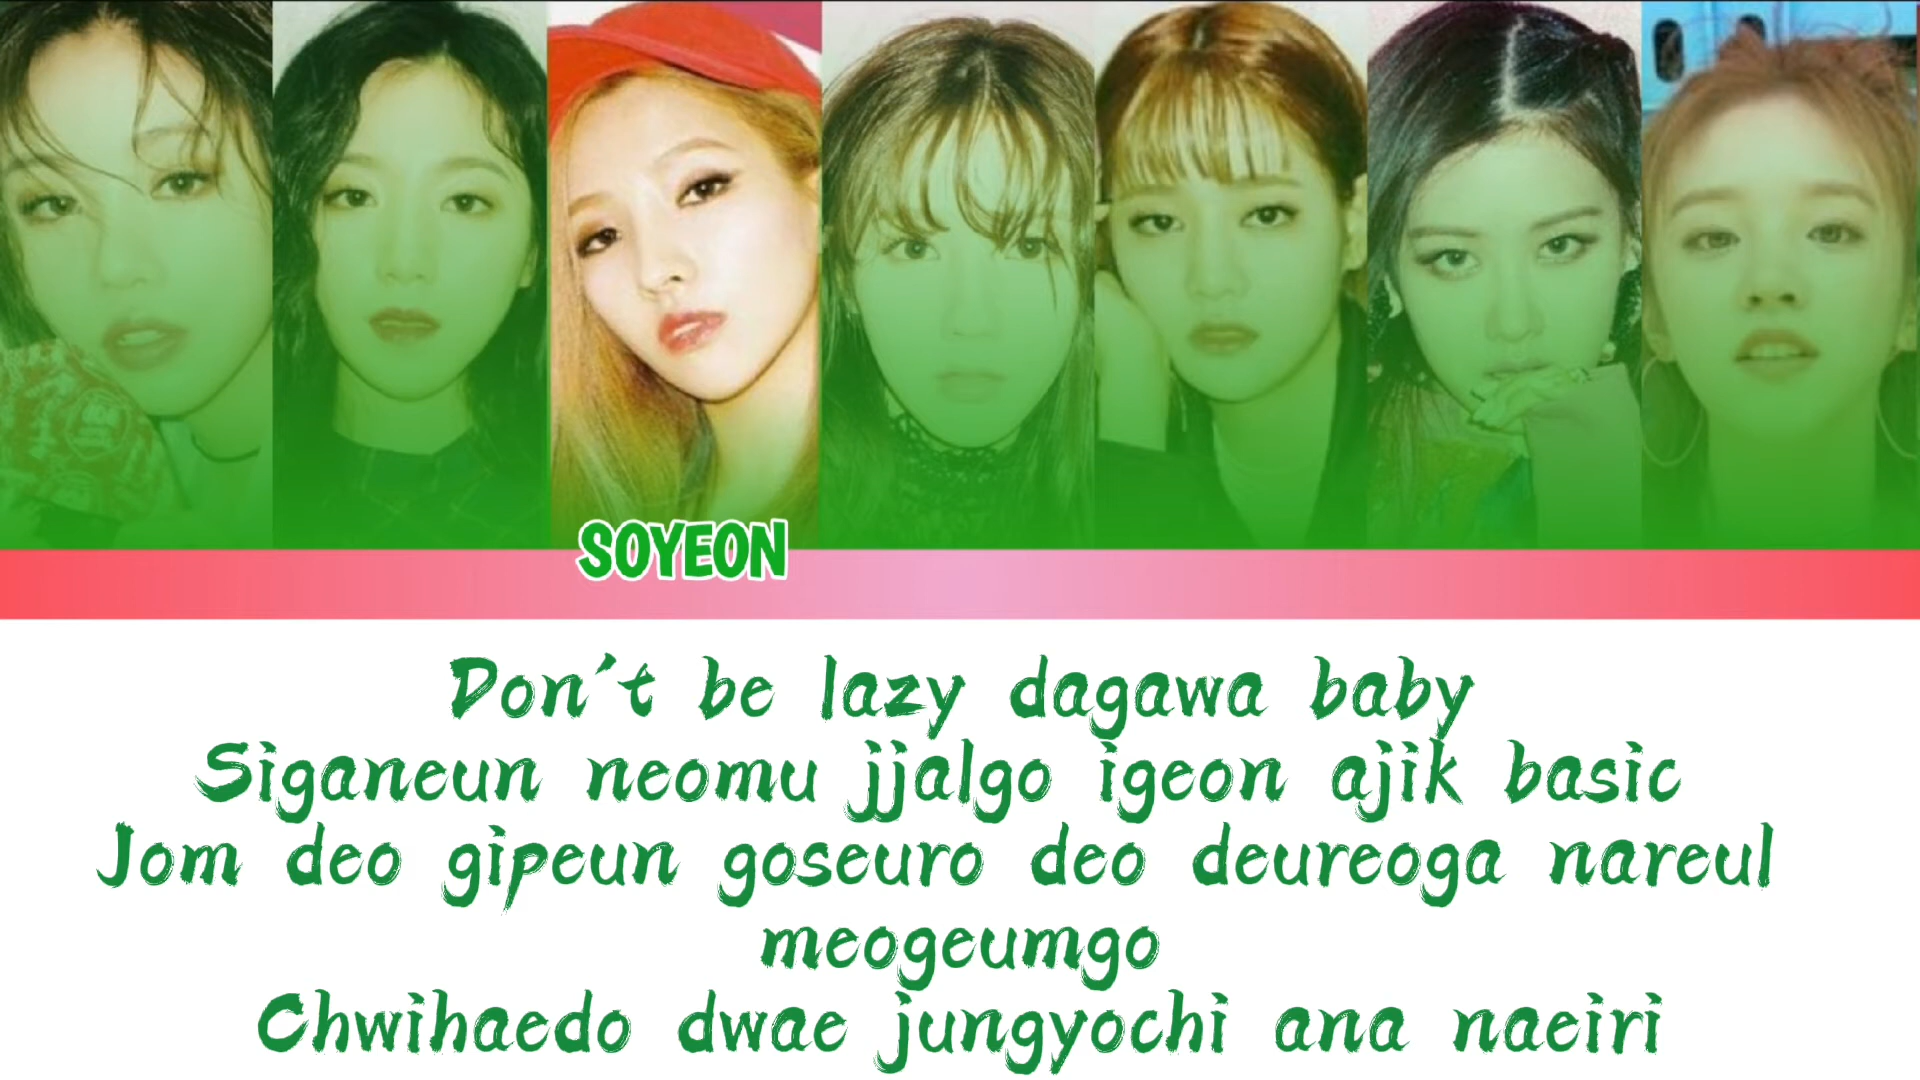 SOYEON
Don't be lazy dagawa baby
Siganeun neomu jjalgo igeon ajik basic
Jom deo gipeun goseuro deo deureoga nareul
meogeumgo
Chwihaedo dwae jungyochi ana naeiri